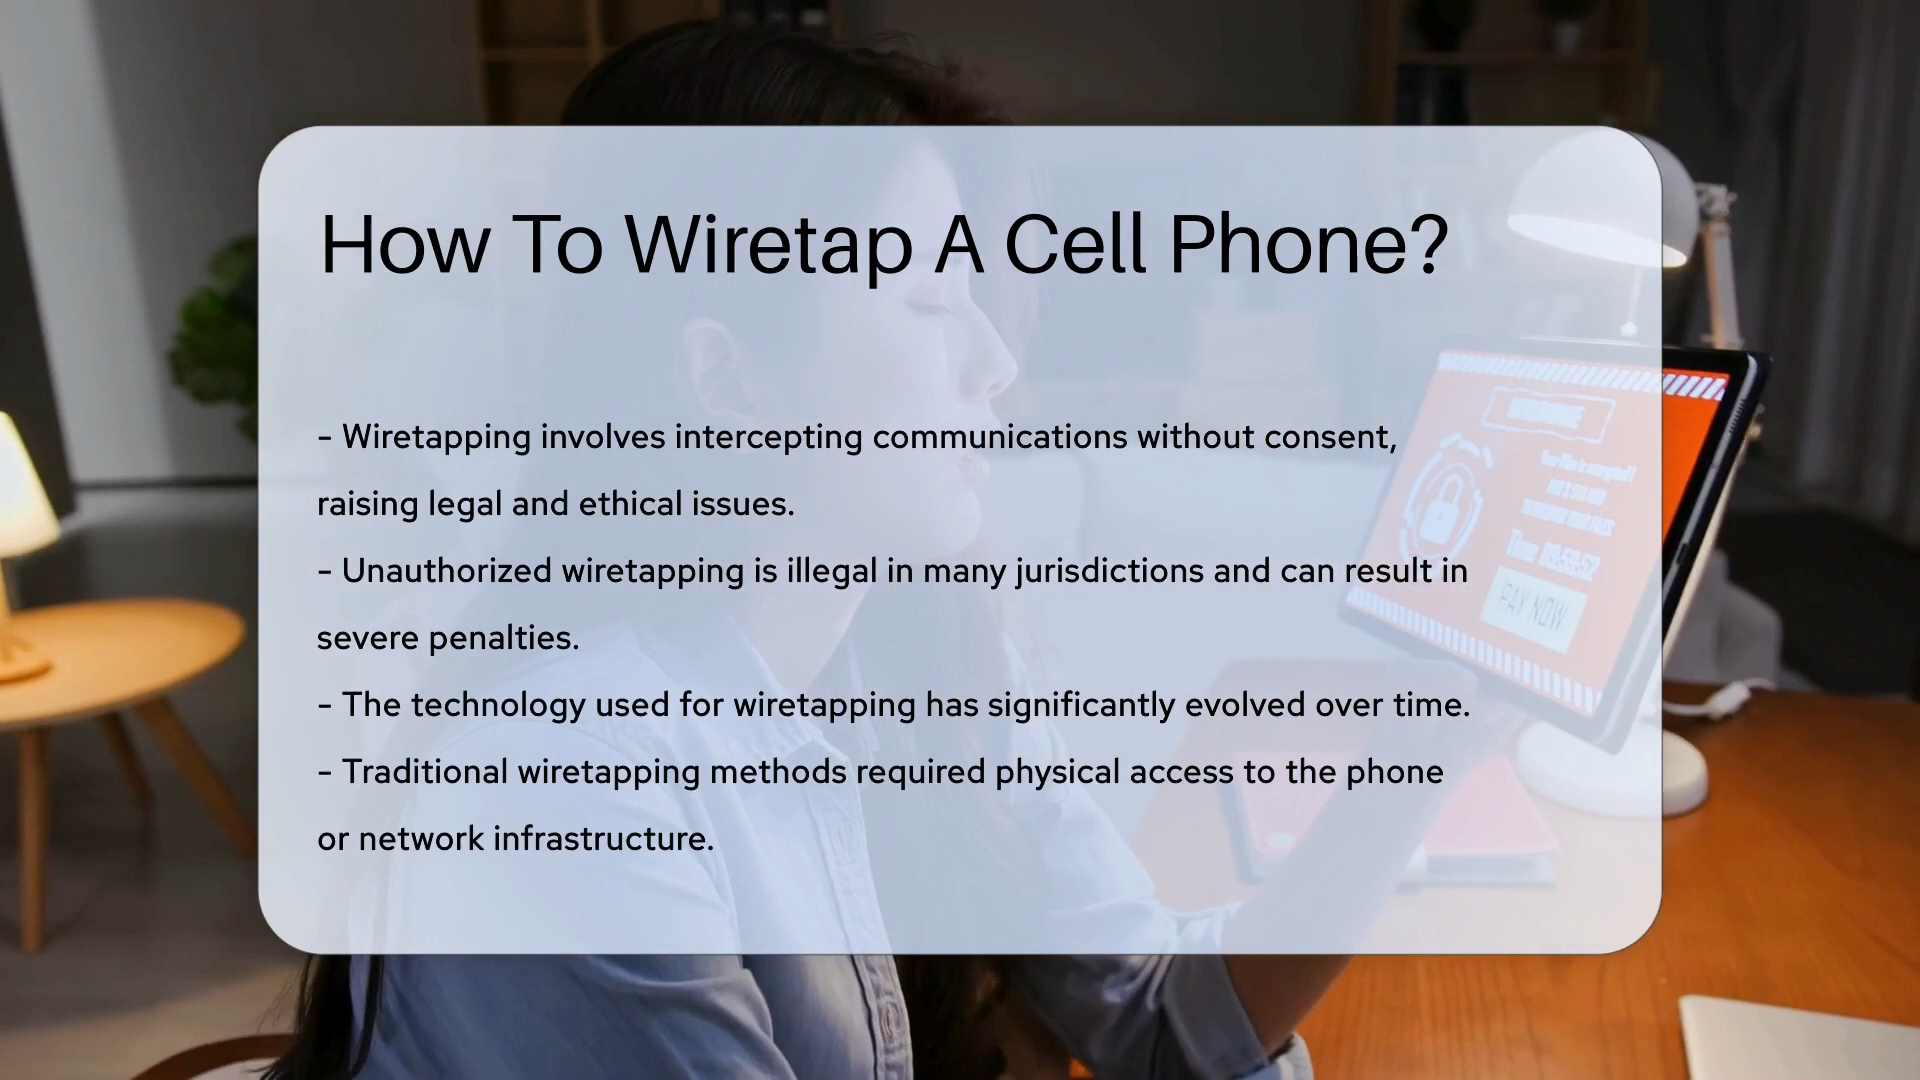 How To Wiretap A Cell Phone?
- Wiretapping involves intercepting communications without consent,
raising legal and ethical issues.
- Unauthorized wiretapping is illegal in many jurisdictions and can result in
severe penalties.
- The technology used for wiretapping has significantly evolved over time.
- Traditional wiretapping methods required physical access to the phone
or network infrastructure.
PAY NOW